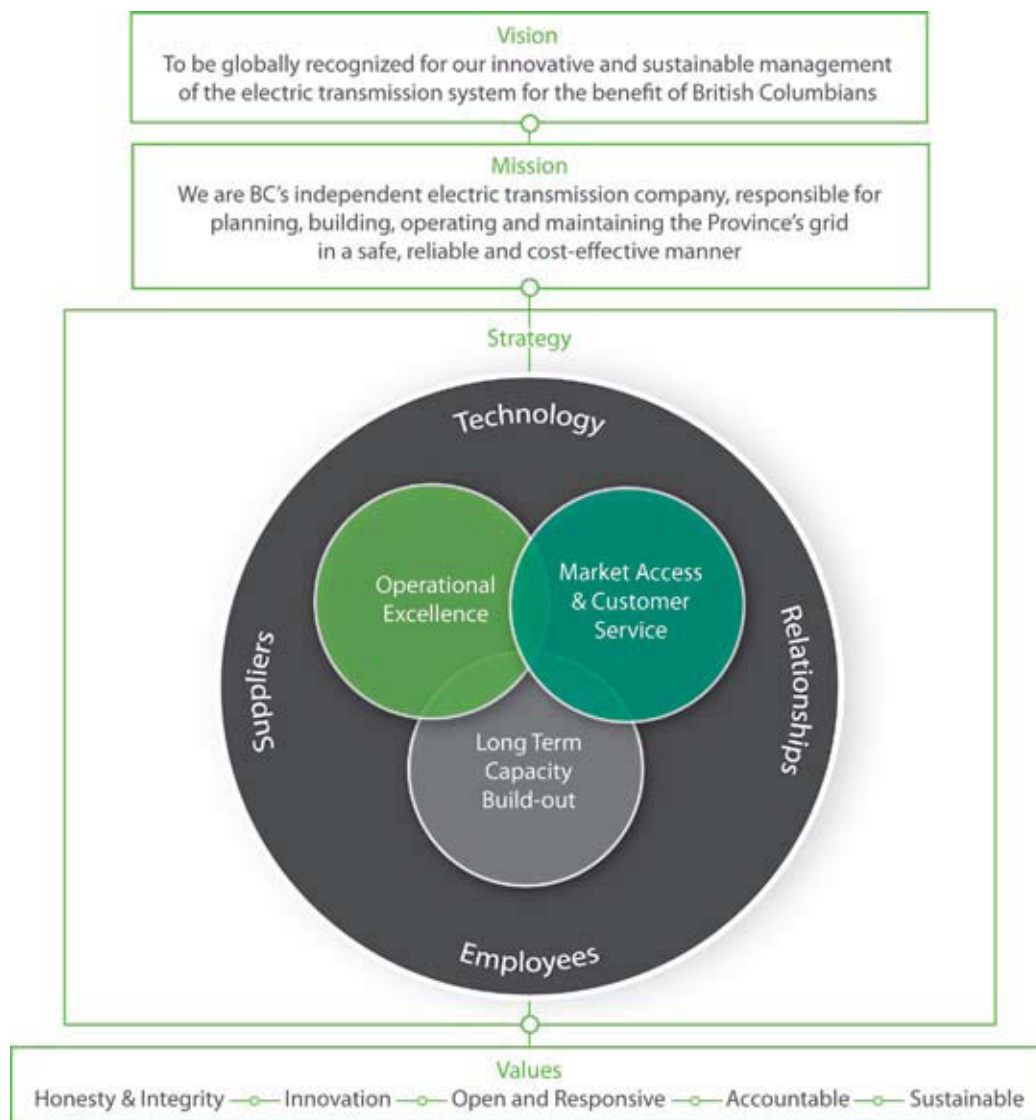 Vision
To be globally recognized for our innovative and sustainable management
of the electric transmission system for the benefit of British Columbians
Mission
We are BC's independent electric transmission company, responsible for
planning, building, operating and maintaining the Province's grid
in a safe, reliable and cost-effective manner
Strategy
Technology
Operational
Excellence
Market Access
& Customer
Service
Suppliers
Relationships
Long Term
Capacity
Build-out
Employees
Values
Honesty & Integrity Innovation Open and Responsive Accountable Sustainable